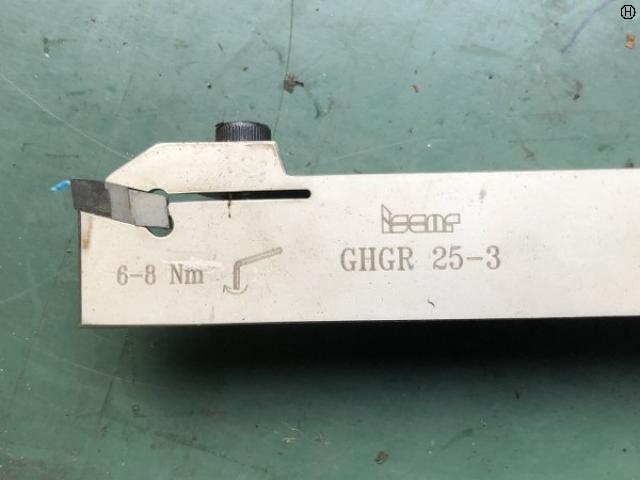 iscar
GHGR 25-3
6-8 Nm
H